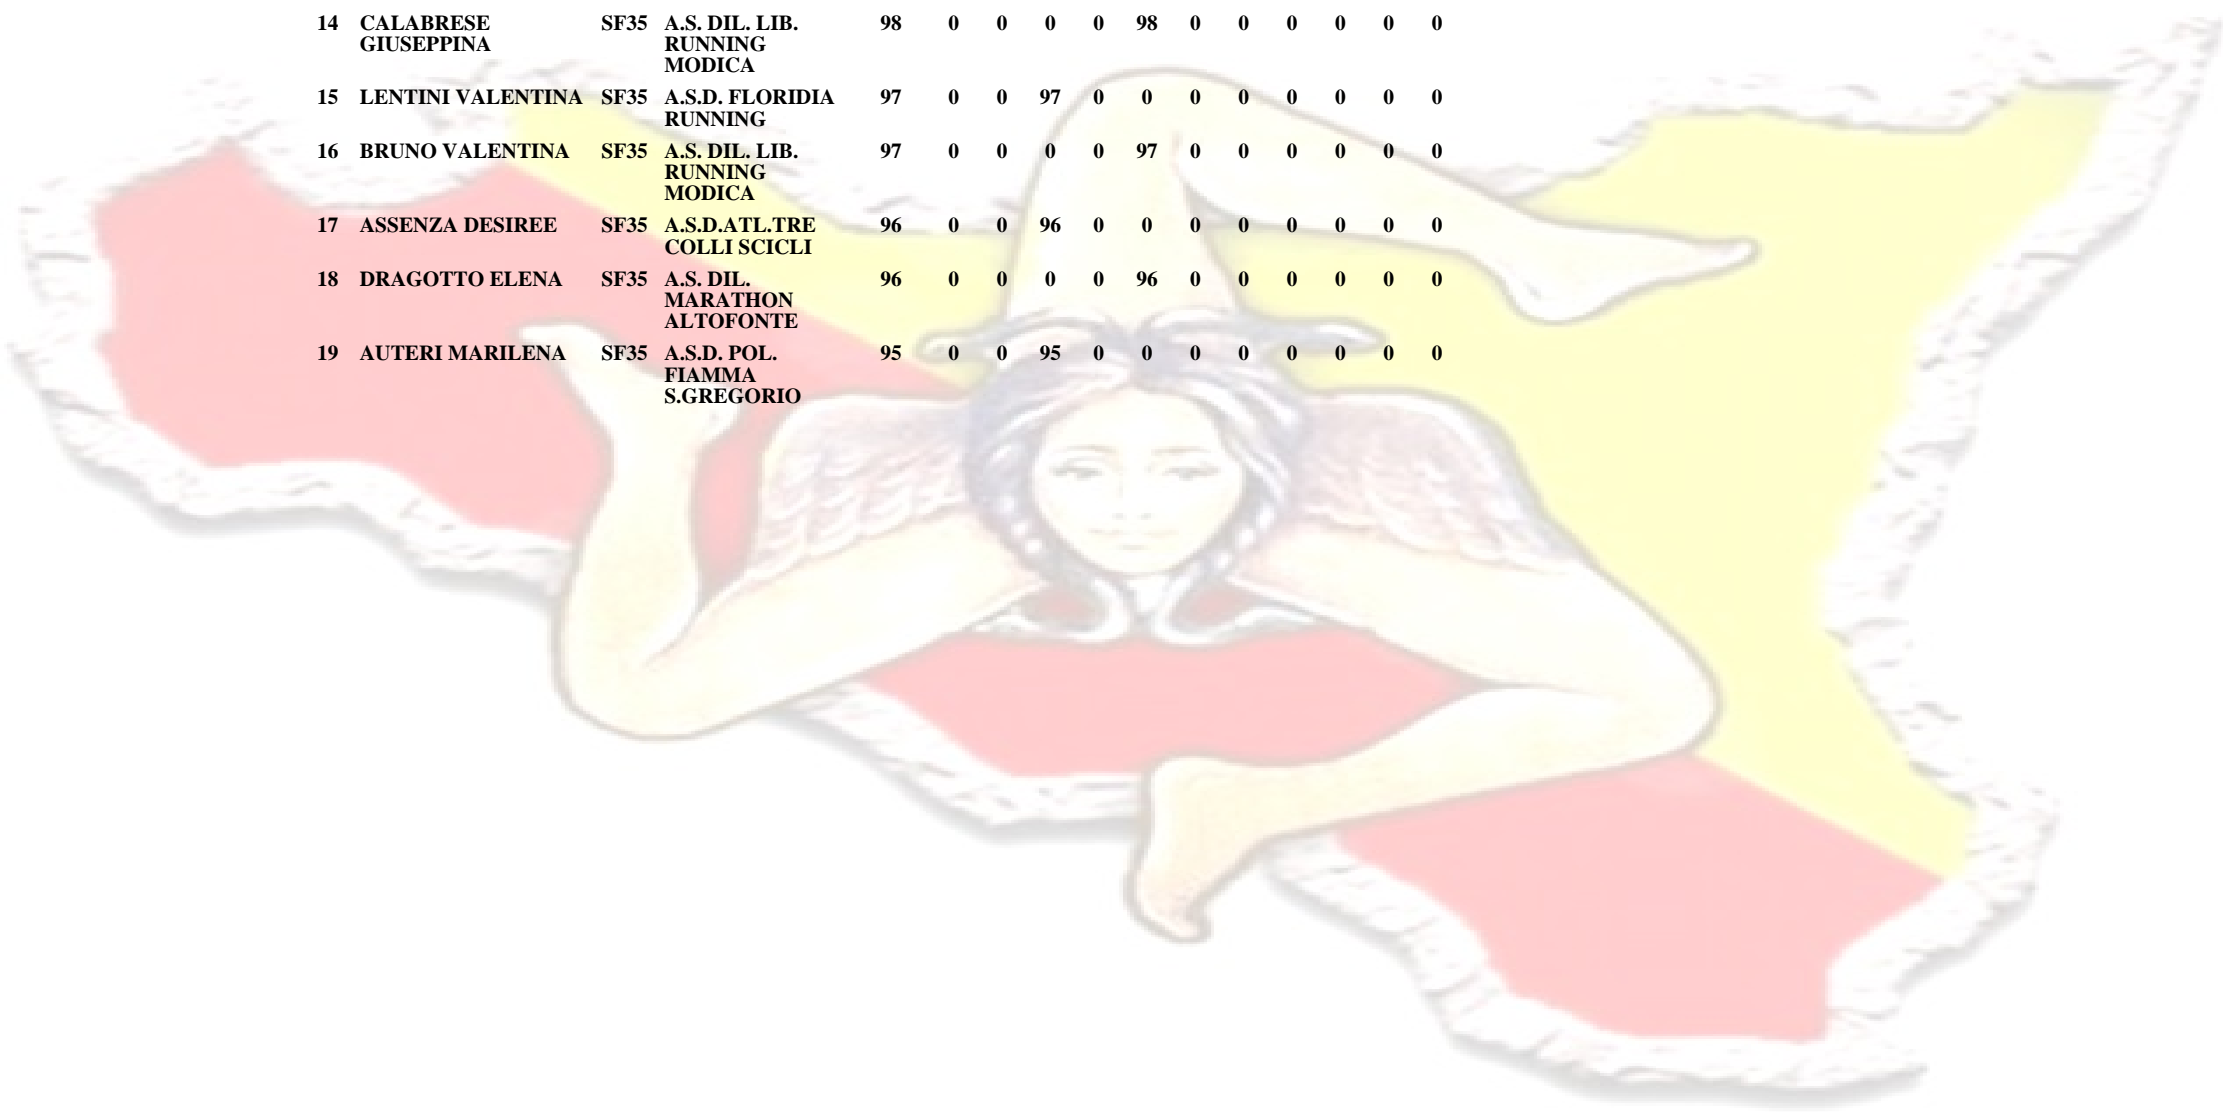 14 CALABRESE SF35 A.S. DIL. LIB. 98 0 0 0 0 98 0 0 0 0 0 0
GIUSEPPINA RUNNING
MODICA
15 LENTINI VALENTINA SF35 A.S.D. FLORIDIA 97 0 0 97 0 0 0 0 0 0 0 0
RUNNING
16 BRUNO VALENTINA SF35 A.S. DIL. LIB. 97 0 0 0 0 97 0 0 0 0 0 0
RUNNING
MODICA
17 ASSENZA DESIREE SF35 A.S.D.ATL.TRE 96 0 0 96 0 0 0 0 0 0 0 0
COLLI SCICLI
18 DRAGOTTO ELENA SF35 A.S. DIL. 96 0 0 0 0 96 0 0 0 0 0 0
MARATHON
ALTOFONTE
19 AUTERI MARILENA SF35 A.S.D. POL. 95 0 0 95 0 0 0 0 0 0 0 0
FIAMMA
S.GREGORIO